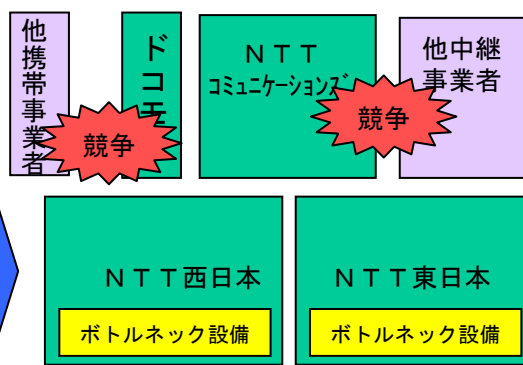 他携帯事業者
ドコモ
ＮＴＴ
ｺﾐｭﾆｹｰｼｮﾝｽﾞ
他中継
事業者
競争
競争
ＮＴＴ西日本
ＮＴＴ東日本
ボトルネック設備
ボトルネック設備